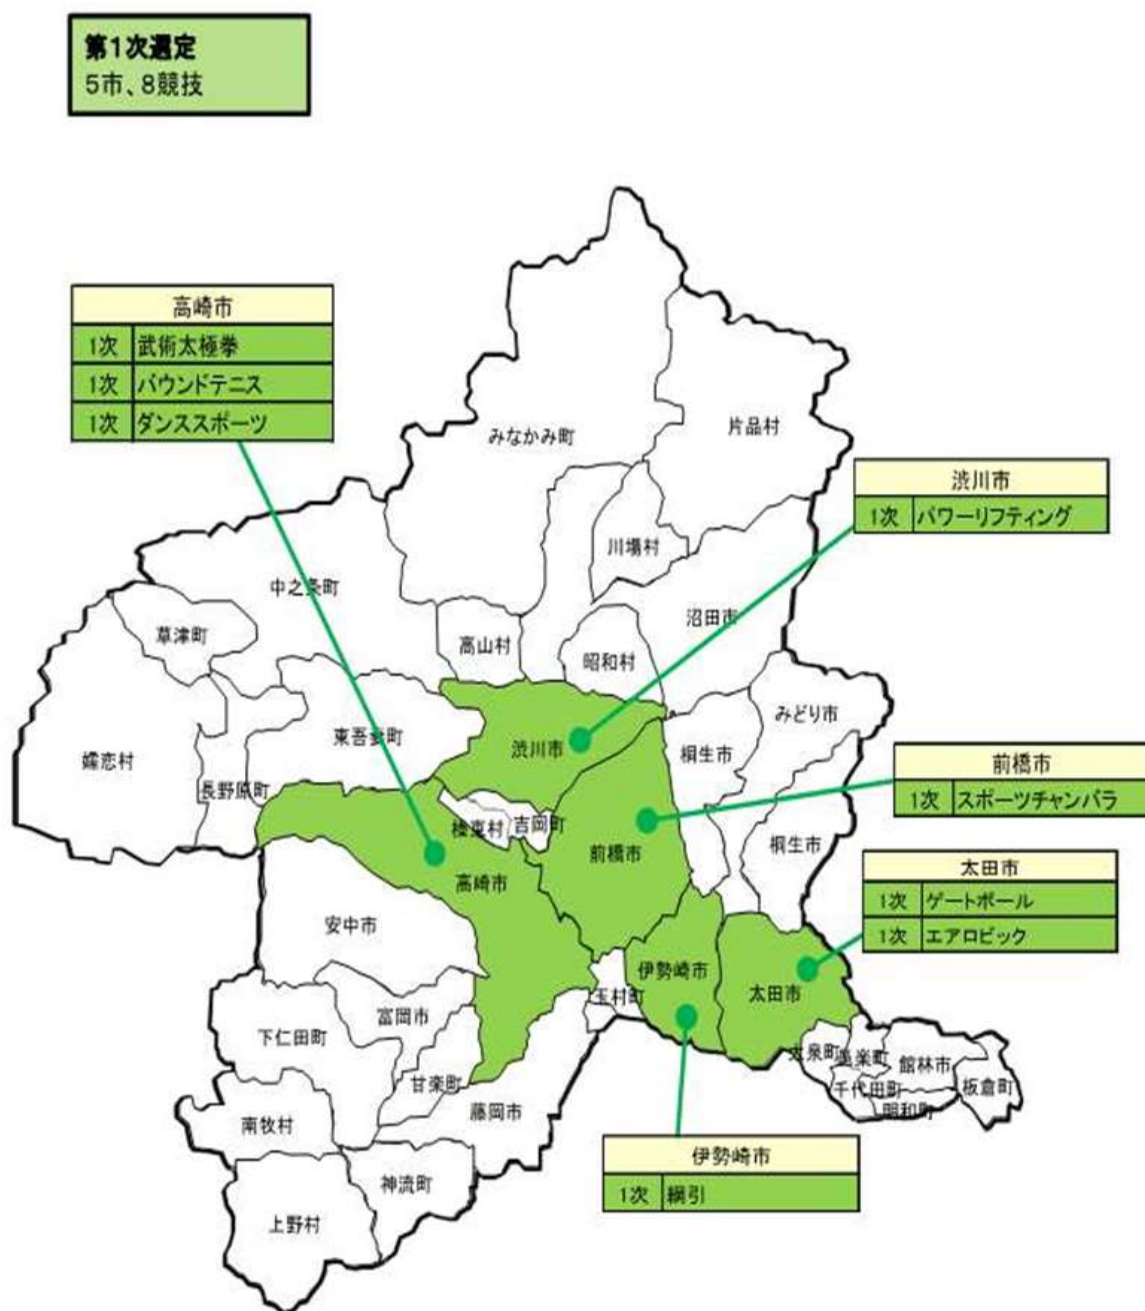 第1次選定
5市、8競技
高崎市
1次 武術太極拳
1次 バウンドテニス
1次 ダンススポーツ
みなかみ町
片品村
渋川市
1次 パワーリフティング
川場村
中之条町
沼田市
草津町
高山村
昭和村
みどり市
東吾妻町
渋川市
桐生市
嬬恋村
前橋市
1次 スポーツチャンバラ
長野原町
榛東村
吉岡町
前橋市
桐生市
太田市
1次 ゲートボール
1次 エアロビック
高崎市
安中市
伊勢崎市
太田市
玉村町
富岡市
下仁田町
大泉町
邑楽町
館林市
甘楽町
千代田町
板倉町
藤岡市
明和町
南牧村
伊勢崎市
1次 綱引
神流町
上野村